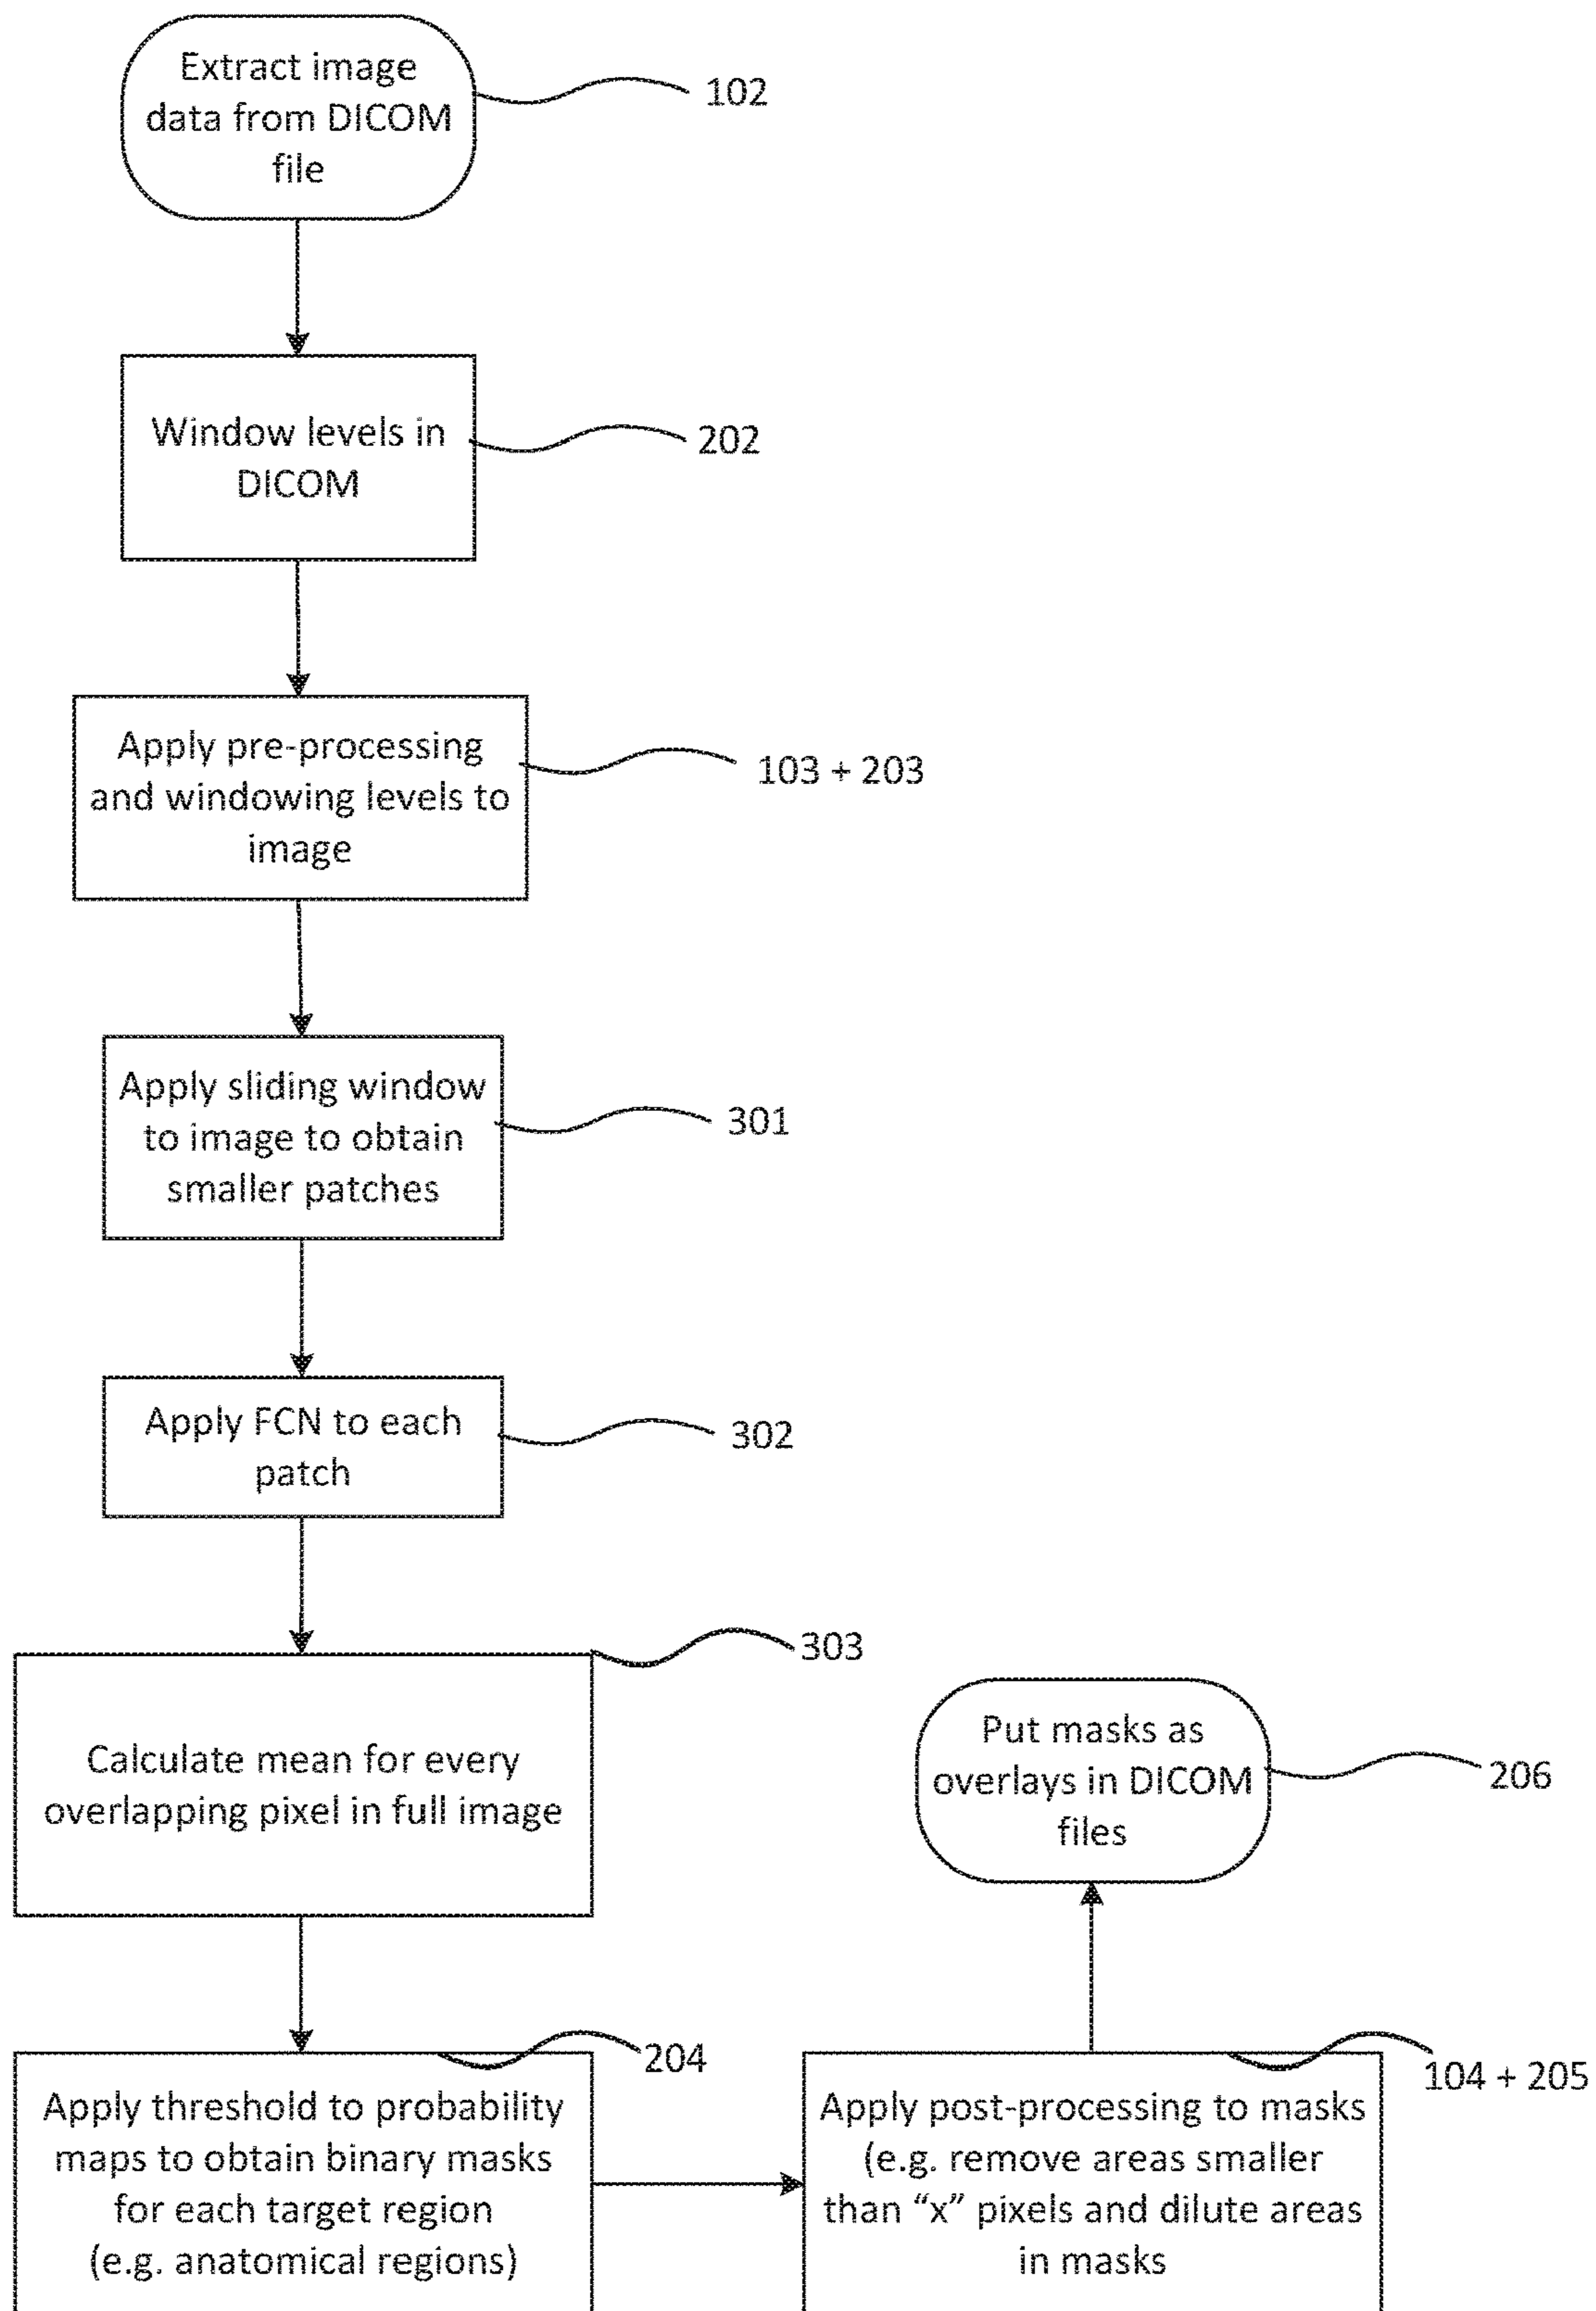 Extract image
data from DICOM
file
102
Window levels in
DICOM
202
Apply pre-processing
and windowing levels to
image
103 + 203
Apply sliding window
to image to obtain
smaller patches
301
Apply FCN to each
patch
302
Calculate mean for every
overlapping pixel in full image
303
Apply threshold to probability
maps to obtain binary masks
for each target region
(e.g. anatomical regions)
204
Apply post-processing to masks
(e.g. remove areas smaller
than “x” pixels and dilute areas
in masks
104 + 205
Put masks as
overlays in DICOM
files
206